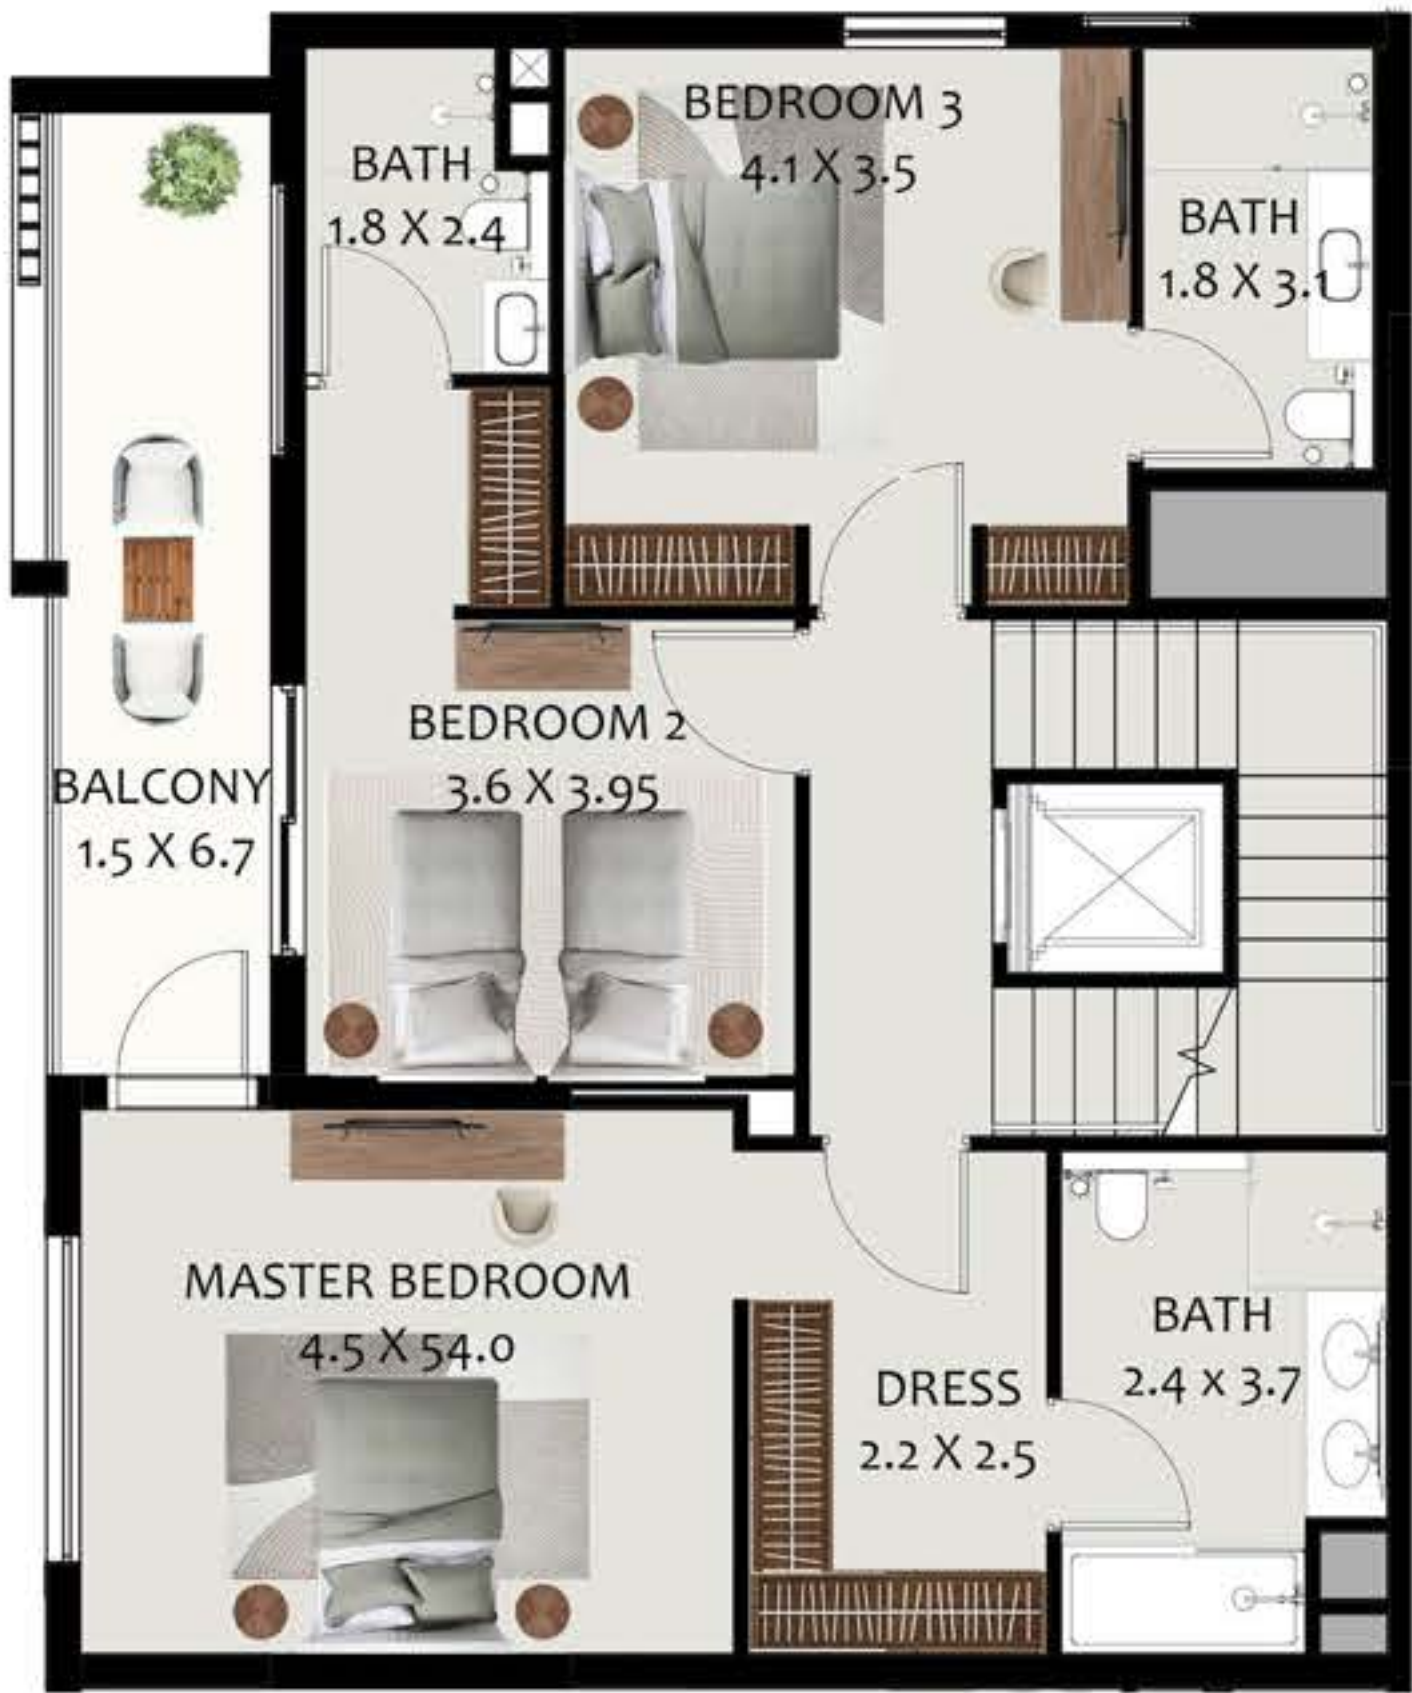 BEDROOM 3
4.1 X 3.5
BATH
1.8 X 2.4
BATH
1.8 X 3.1
BEDROOM 2
3.6 X 3.95
BALCONY
1.5 X 6.7
MASTER BEDROOM
4.5 X 54.0
BATH
2.4 x 3.7
DRESS
2.2 X 2.5